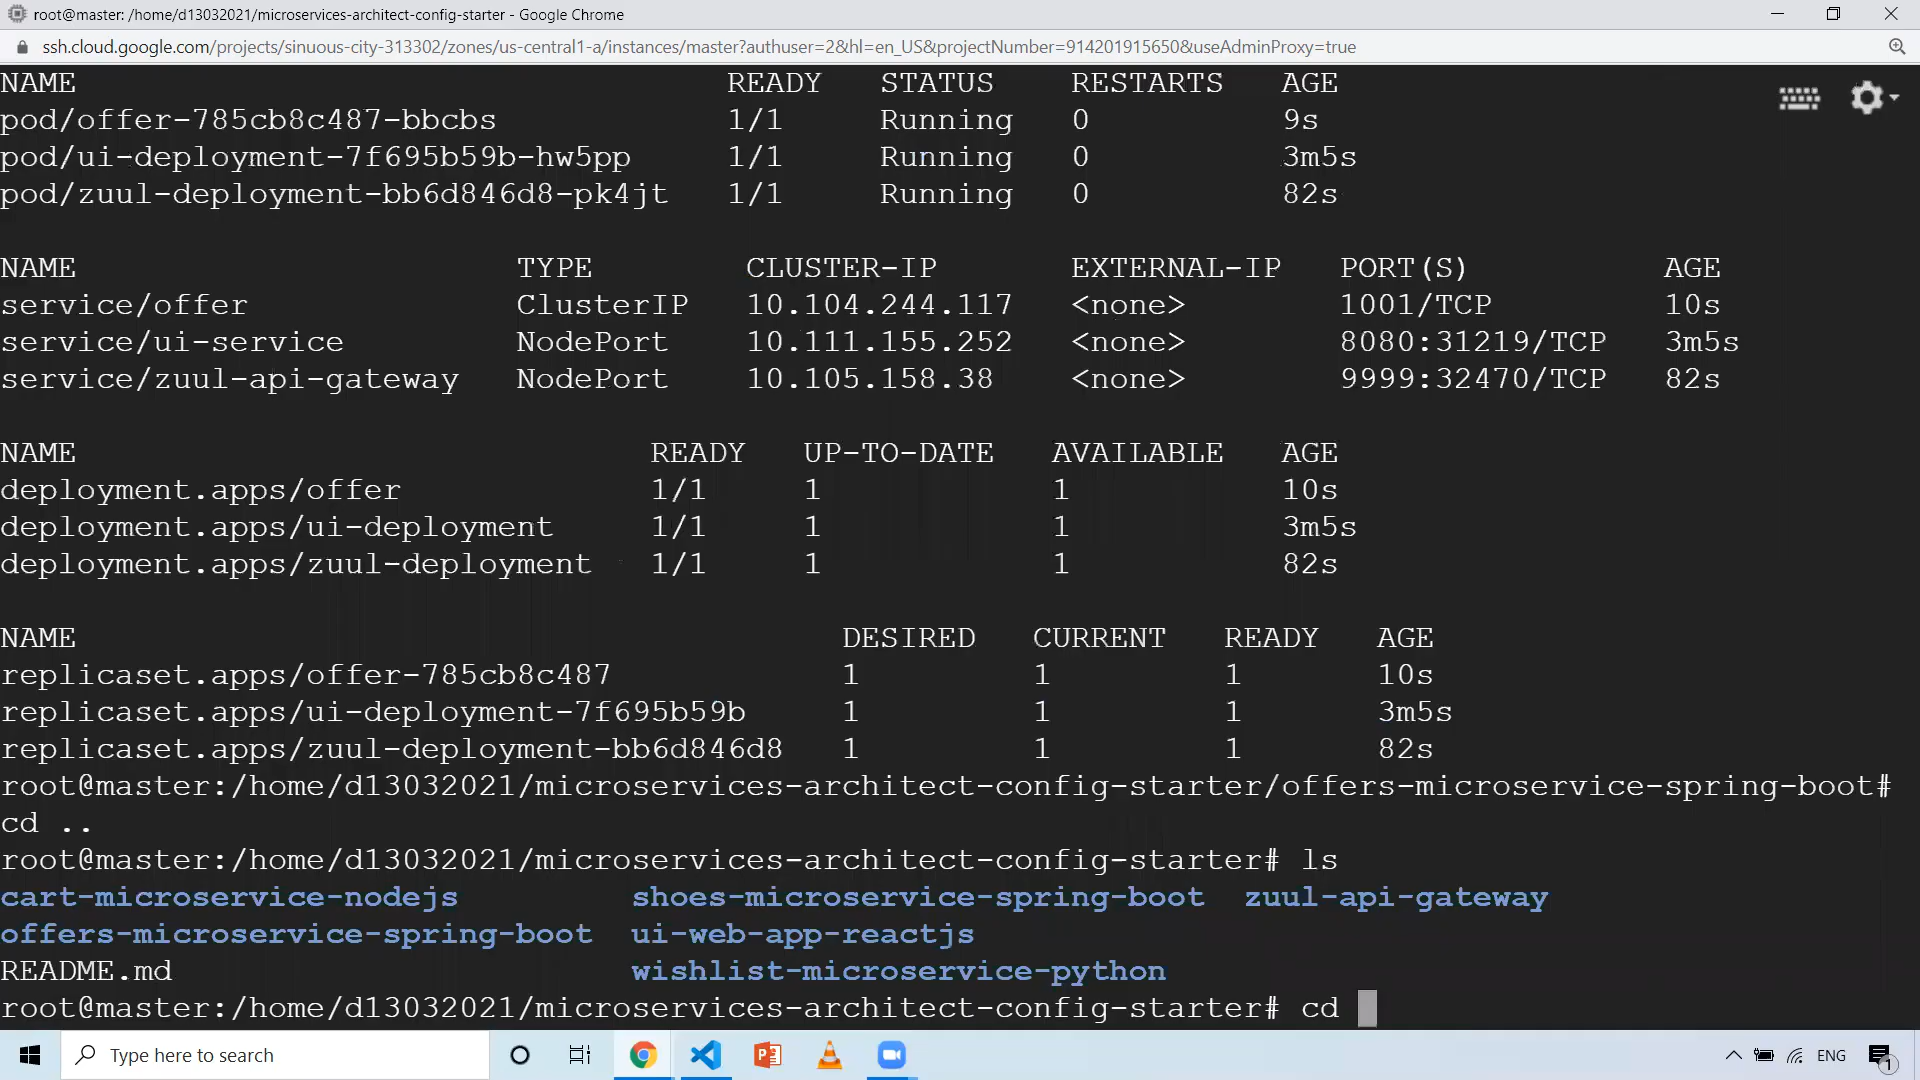 root@master: /home/d13032021/microservices-architect-config-starter - Google Chrome
ssh.cloud.google.com/projects/sinuous-city-313302/zones/us-central1-a/instances/master?authuser=2&hl=en_US&projectNumber=914201915650&useAdminProxy=true
NAME READY STATUS RESTARTS AGE
pod/offer-785cb8c487-bbcbs 1/1 Running 0 9s
pod/ui-deployment-7f695b59b-hw5pp 1/1 Running 0 3m5s
pod/zuul-deployment-bb6d846d8-pk4jt 1/1 Running 0 82s
NAME TYPE CLUSTER-IP EXTERNAL-IP PORT(S) AGE
service/offer ClusterIP 10.104.244.117 <none> 1001/TCP 10s
service/ui-service NodePort 10.111.155.252 <none> 8080:31219/TCP 3m5s
service/zuul-api-gateway NodePort 10.105.158.38 <none> 9999:32470/TCP 82s
NAME READY UP-TO-DATE AVAILABLE AGE
deployment.apps/offer 1/1 1 1 10s
deployment.apps/ui-deployment 1/1 1 1 3m5s
deployment.apps/zuul-deployment 1/1 1 1 82s
NAME DESIRED CURRENT READY AGE
replicaset.apps/offer-785cb8c487 1 1 1 10s
replicaset.apps/ui-deployment-7f695b59b 1 1 1 3m5s
replicaset.apps/zuul-deployment-bb6d846d8 1 1 1 82s
root@master:/home/d13032021/microservices-architect-config-starter/offers-microservice-spring-boot#
cd ..
root@master:/home/d13032021/microservices-architect-config-starter# ls
cart-microservice-nodejs shoes-microservice-spring-boot zuul-api-gateway
offers-microservice-spring-boot ui-web-app-reactjs
README.md wishlist-microservice-python
root@master:/home/d13032021/microservices-architect-config-starter# cd
Type here to search
ENG
1